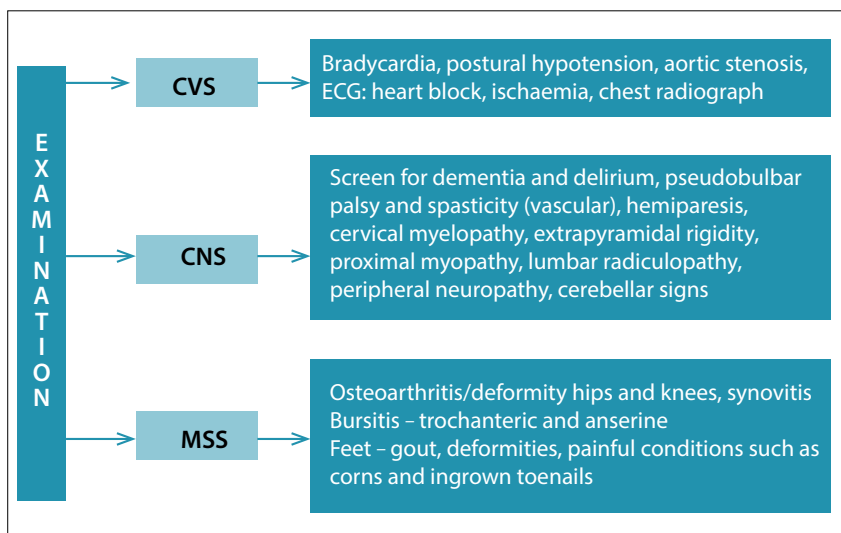 EXAMINATION
CVS
Bradycardia, postural hypotension, aortic stenosis,
ECG: heart block, ischaemia, chest radiograph
CNS
Screen for dementia and delirium, pseudobulbar
palsy and spasticity (vascular), hemiparesis,
cervical myelopathy, extrapyramidal rigidity,
proximal myopathy, lumbar radiculopathy,
peripheral neuropathy, cerebellar signs
MSS
Osteoarthritis/deformity hips and knees, synovitis
Bursitis – trochanteric and anserine
Feet – gout, deformities, painful conditions such as
corns and ingrown toenails